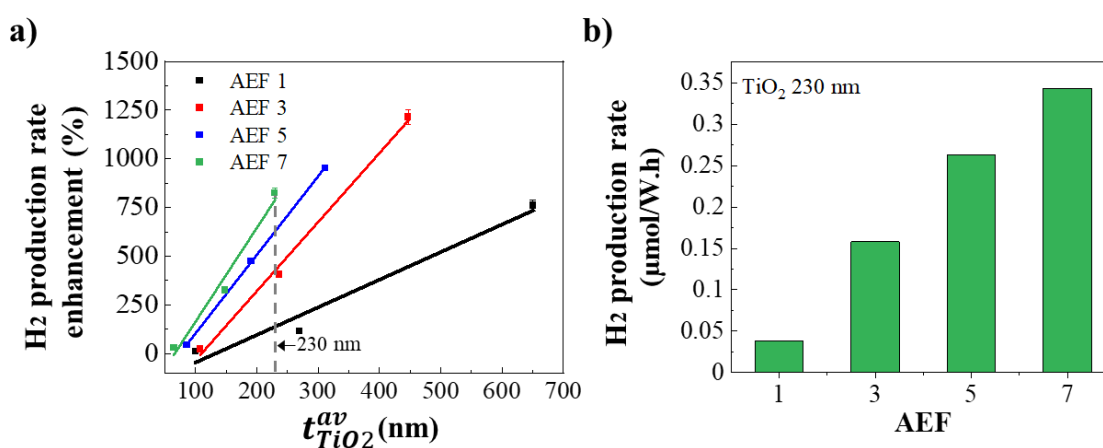 a)
H₂ production rate
enhancement (%)
1500
1250
1000
750
500
250
0
AEF 1
AEF 3
AEF 5
AEF 7
←230 nm
100 200 300 400 500 600 700
t^{av}_{TiO2}(nm)
b)
H₂ production rate
(μmol/W.h)
0.35
0.3
0.25
0.2
0.15
0.1
0.05
0
TiO₂ 230 nm
1 3 5 7
AEF